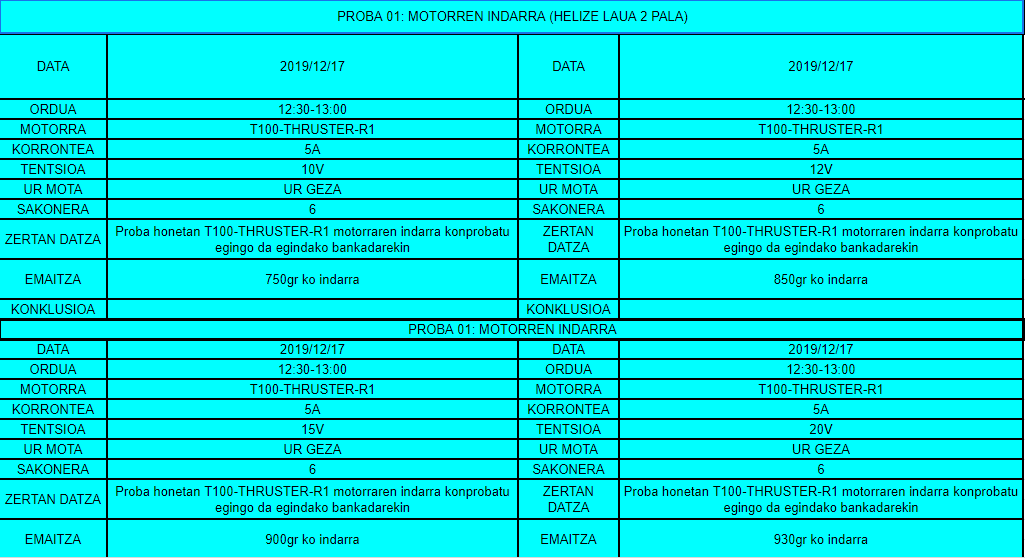 PROBA 01: MOTORREN INDARRA (HELIZE LAUA 2 PALA)
DATA 2019/12/17 DATA 2019/12/17
ORDUA 12:30-13:00 ORDUA 12:30-13:00
MOTORRA T100-THRUSTER-R1 MOTORRA T100-THRUSTER-R1
KORRONTEA 5A KORRONTEA 5A
TENTSIOA 10V TENTSIOA 12V
UR MOTA UR GEZA UR MOTA UR GEZA
SAKONERA 6 SAKONERA 6
ZERTAN DATZA Proba honetan T100-THRUSTER-R1 motorraren indarra konprobatu
egingo da egindako bankadarekin
ZERTAN
DATZA
Proba honetan T100-THRUSTER-R1 motorraren indarra konprobatu
egingo da egindako bankadarekin
EMAITZA 750gr ko indarra EMAITZA 850gr ko indarra
KONKLUSIOA KONKLUSIOA
PROBA 01: MOTORREN INDARRA
DATA 2019/12/17 DATA 2019/12/17
ORDUA 12:30-13:00 ORDUA 12:30-13:00
MOTORRA T100-THRUSTER-R1 MOTORRA T100-THRUSTER-R1
KORRONTEA 5A KORRONTEA 5A
TENTSIOA 15V TENTSIOA 20V
UR MOTA UR GEZA UR MOTA UR GEZA
SAKONERA 6 SAKONERA 6
ZERTAN DATZA Proba honetan T100-THRUSTER-R1 motorraren indarra konprobatu
egingo da egindako bankadarekin
ZERTAN
DATZA
Proba honetan T100-THRUSTER-R1 motorraren indarra konprobatu
egingo da egindako bankadarekin
EMAITZA 900gr ko indarra EMAITZA 930gr ko indarra